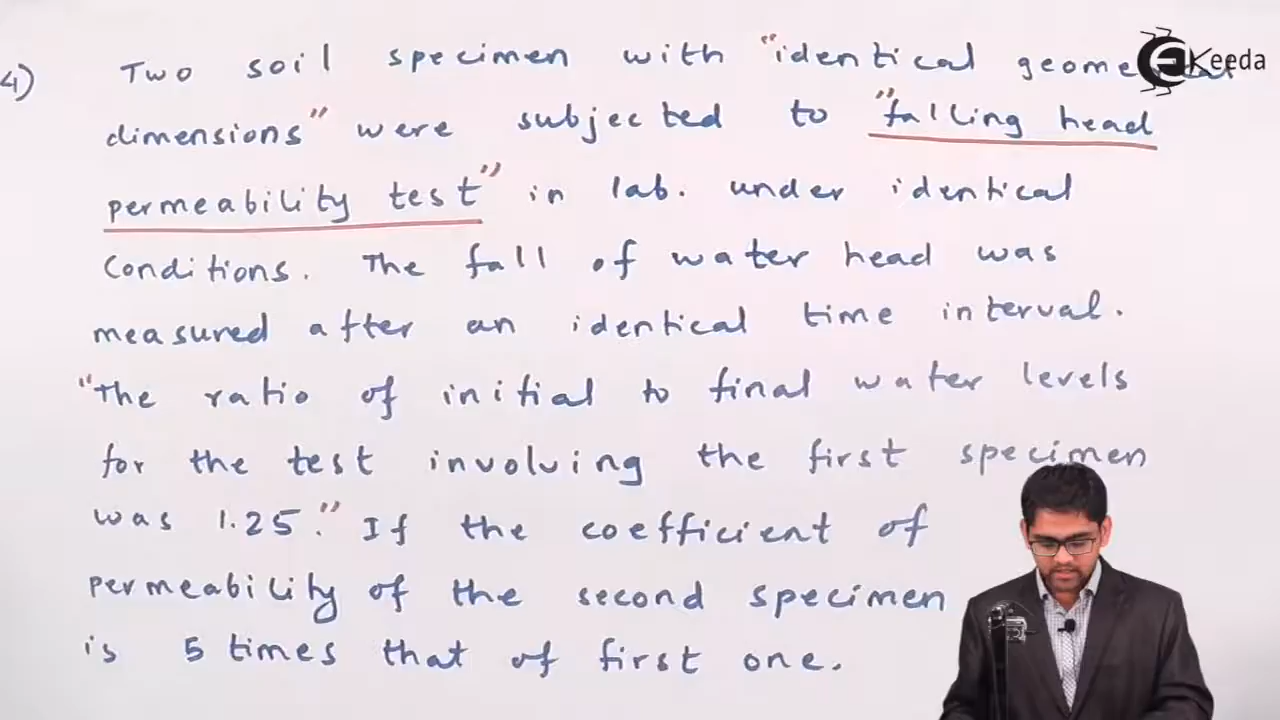 4) Two soil specimen with "identical
dimensions" were subjected to "falling head
permeability test" in lab. under identical
conditions. The fall of water head was
measured after an identical time interval.
"The ratio of initial to final water levels
for the test involving the first specimen
was 1.25." If the coefficient of
permeability of the second specimen
is 5 times that of first one.
Keeda